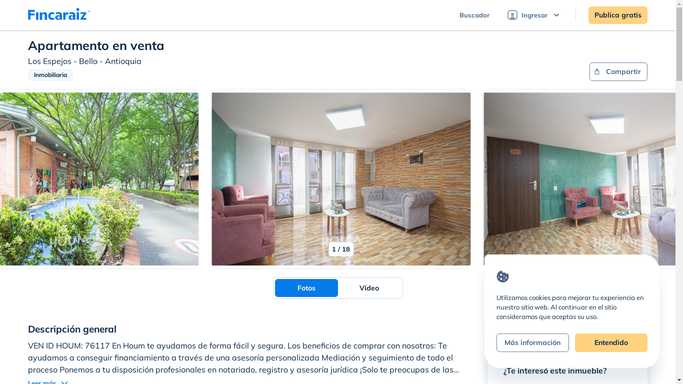 Fincaraiz
Buscador
Ingresar
Publica gratis
Apartamento en venta
Los Espejos - Bello - Antioquia
Inmobiliaria
Compartir
HOUM
1 / 18
Fotos
Video
Descripción general
VEN ID HOUM: 76117 En Houm te ayudamos de forma fácil y segura. Los beneficios de comprar con nosotros: Te
ayudamos a conseguir financiamiento a través de una asesoría personalizada Mediación y seguimiento de todo el
proceso Ponemos a tu disposición profesionales en notariado, registro y asesoría jurídica ¡Solo te preocupas de las...
Leer más
Utilizamos cookies para mejorar tu experiencia en
nuestro sitio web. Al continuar en el sitio
consideramos que aceptas su uso.
Más información
Entendido
¿Te interesó este inmueble?